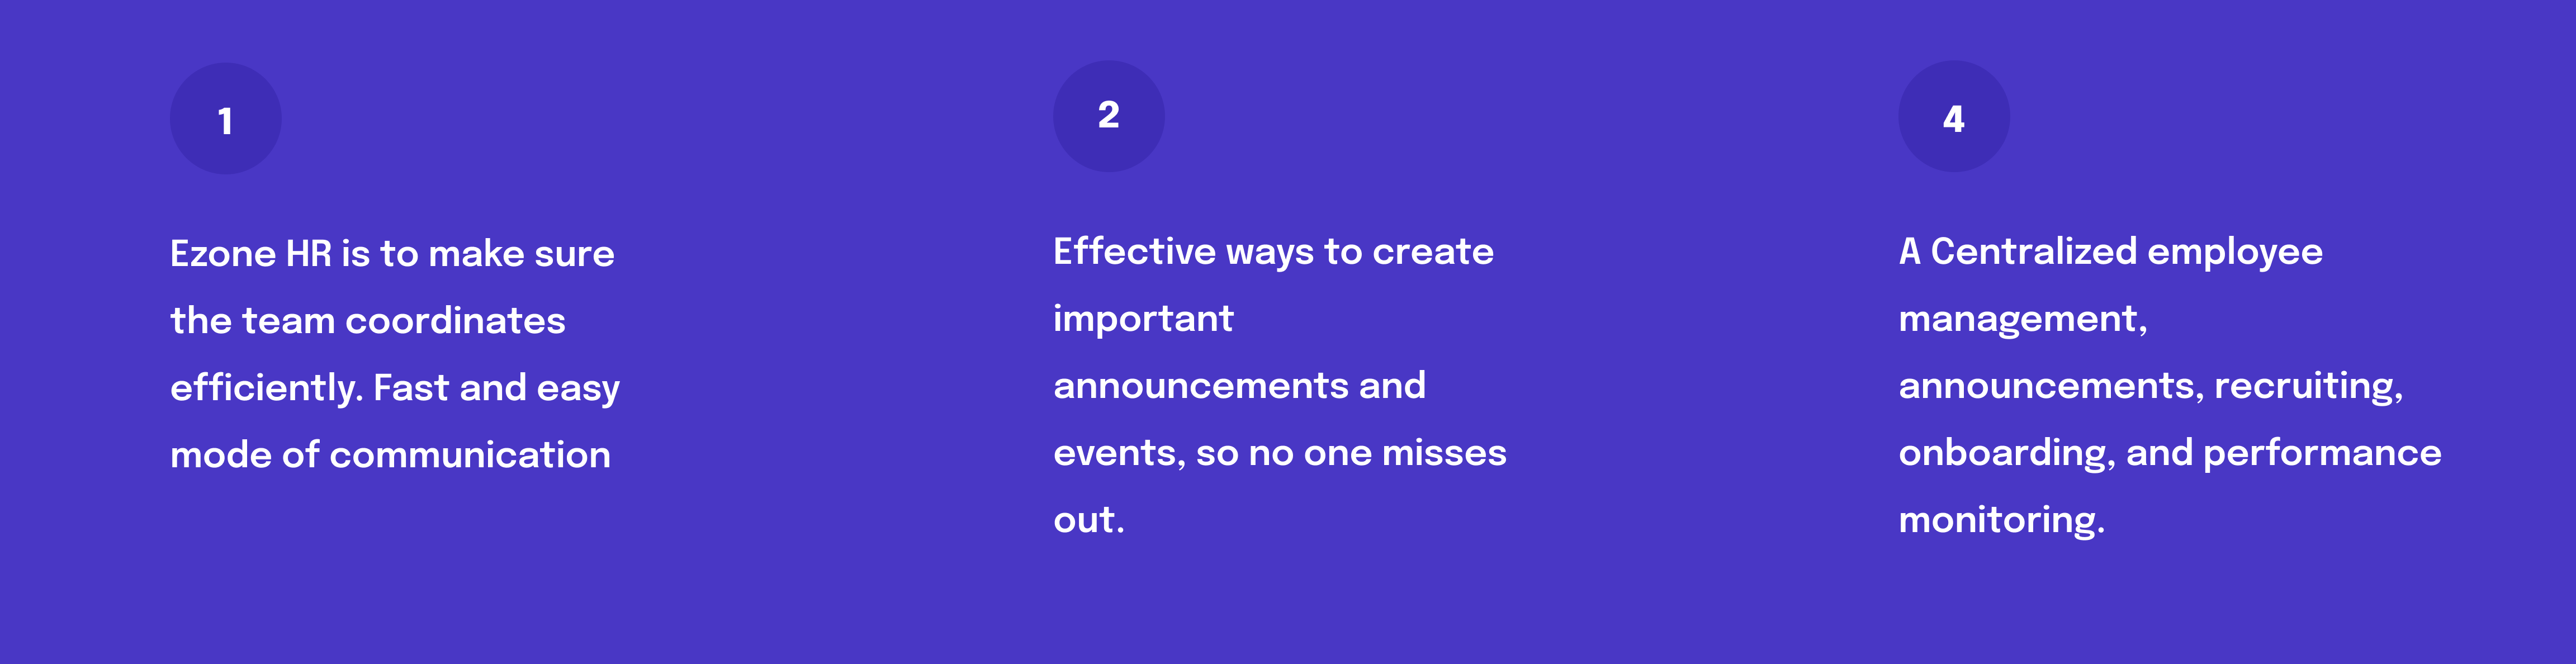 1
Ezone HR is to make sure
the team coordinates
efficiently. Fast and easy
mode of communication
2
Effective ways to create
important
announcements and
events, so no one misses
out.
4
A Centralized employee
management,
announcements, recruiting,
onboarding, and performance
monitoring.